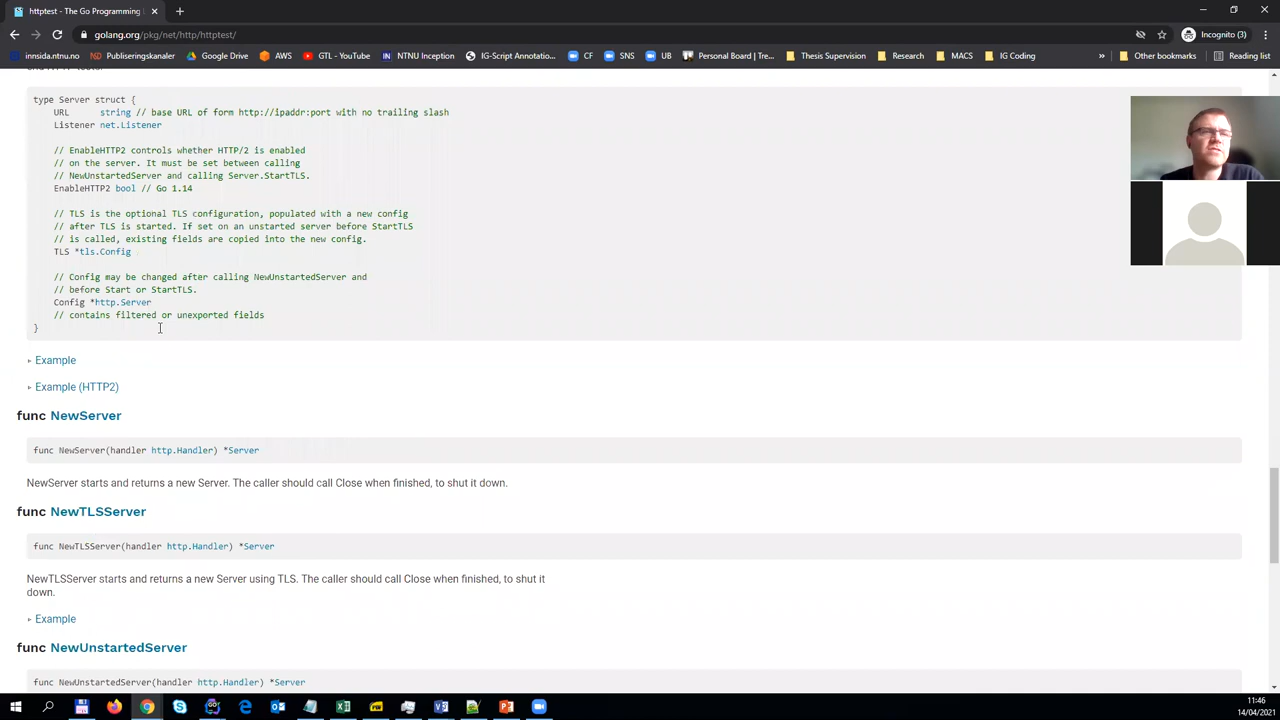 httptest - The Go Programming L
golang.org/pkg/net/http/httptest/
Incognito (3)
innsida.ntnu.no
Publiseringskanaler
Google Drive
AWS
GTL - YouTube
NTNU Inception
IG-Script Annotatio...
CF
SNS
UB
Personal Board | Tre...
Thesis Supervision
Research
MACS
IG Coding
»
Other bookmarks
Reading list
type Server struct {
URL string // base URL of form http://ipaddr:port with no trailing slash
Listener net.Listener
// EnableHTTP2 controls whether HTTP/2 is enabled
// on the server. It must be set between calling
// NewUnstartedServer and calling Server.StartTLS.
EnableHTTP2 bool // Go 1.14
// TLS is the optional TLS configuration, populated with a new config
// after TLS is started. If set on an unstarted server before StartTLS
// is called, existing fields are copied into the new config.
TLS *tls.Config
// Config may be changed after calling NewUnstartedServer and
// before Start or StartTLS.
Config *http.Server
// contains filtered or unexported fields
}
Example
Example (HTTP2)
func NewServer
func NewServer(handler http.Handler) *Server
NewServer starts and returns a new Server. The caller should call Close when finished, to shut it down.
func NewTLSServer
func NewTLSServer(handler http.Handler) *Server
NewTLSServer starts and returns a new Server using TLS. The caller should call Close when finished, to shut it
down.
Example
func NewUnstartedServer
func NewUnstartedServer(handler http.Handler) *Server
11:46
14/04/2021